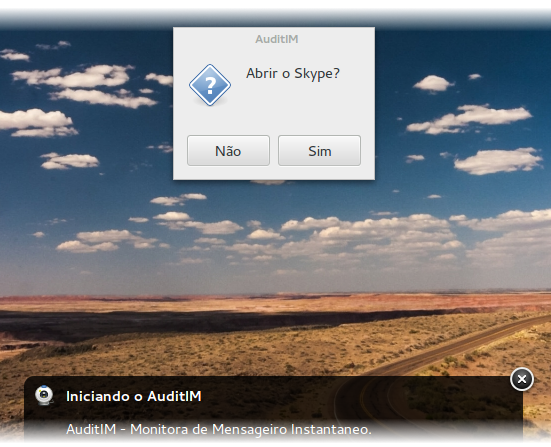 AuditIM
Abrir o Skype?
Não
Sim
Iniciando o AuditIM
AuditIM - Monitora de Mensageiro Instantaneo.